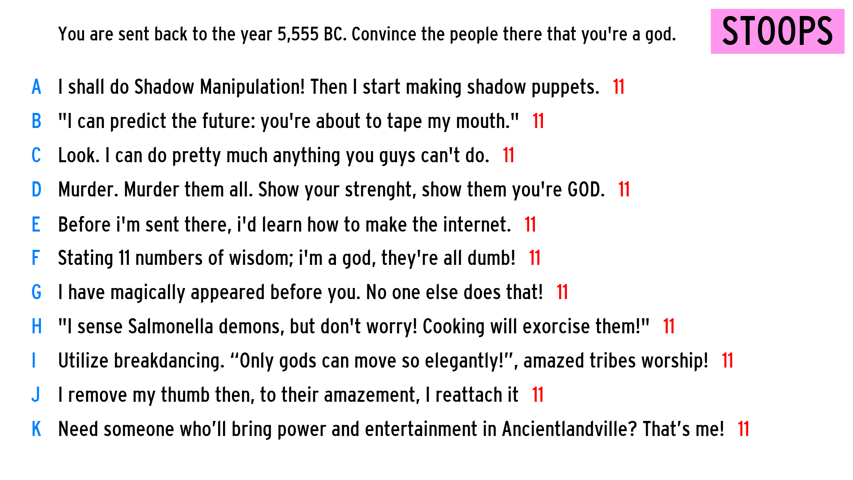 You are sent back to the year 5,555 BC. Convince the people there that you're a god.
STOOPS
A I shall do Shadow Manipulation! Then I start making shadow puppets. 11
B "I can predict the future: you're about to tape my mouth." 11
C Look. I can do pretty much anything you guys can't do. 11
D Murder. Murder them all. Show your strenght, show them you're GOD. 11
E Before i'm sent there, i'd learn how to make the internet. 11
F Stating 11 numbers of wisdom; i'm a god, they're all dumb! 11
G I have magically appeared before you. No one else does that! 11
H "I sense Salmonella demons, but don't worry! Cooking will exorcise them!" 11
I Utilize breakdancing. “Only gods can move so elegantly!”, amazed tribes worship! 11
J I remove my thumb then, to their amazement, I reattach it 11
K Need someone who’ll bring power and entertainment in Ancientlandville? That’s me! 11